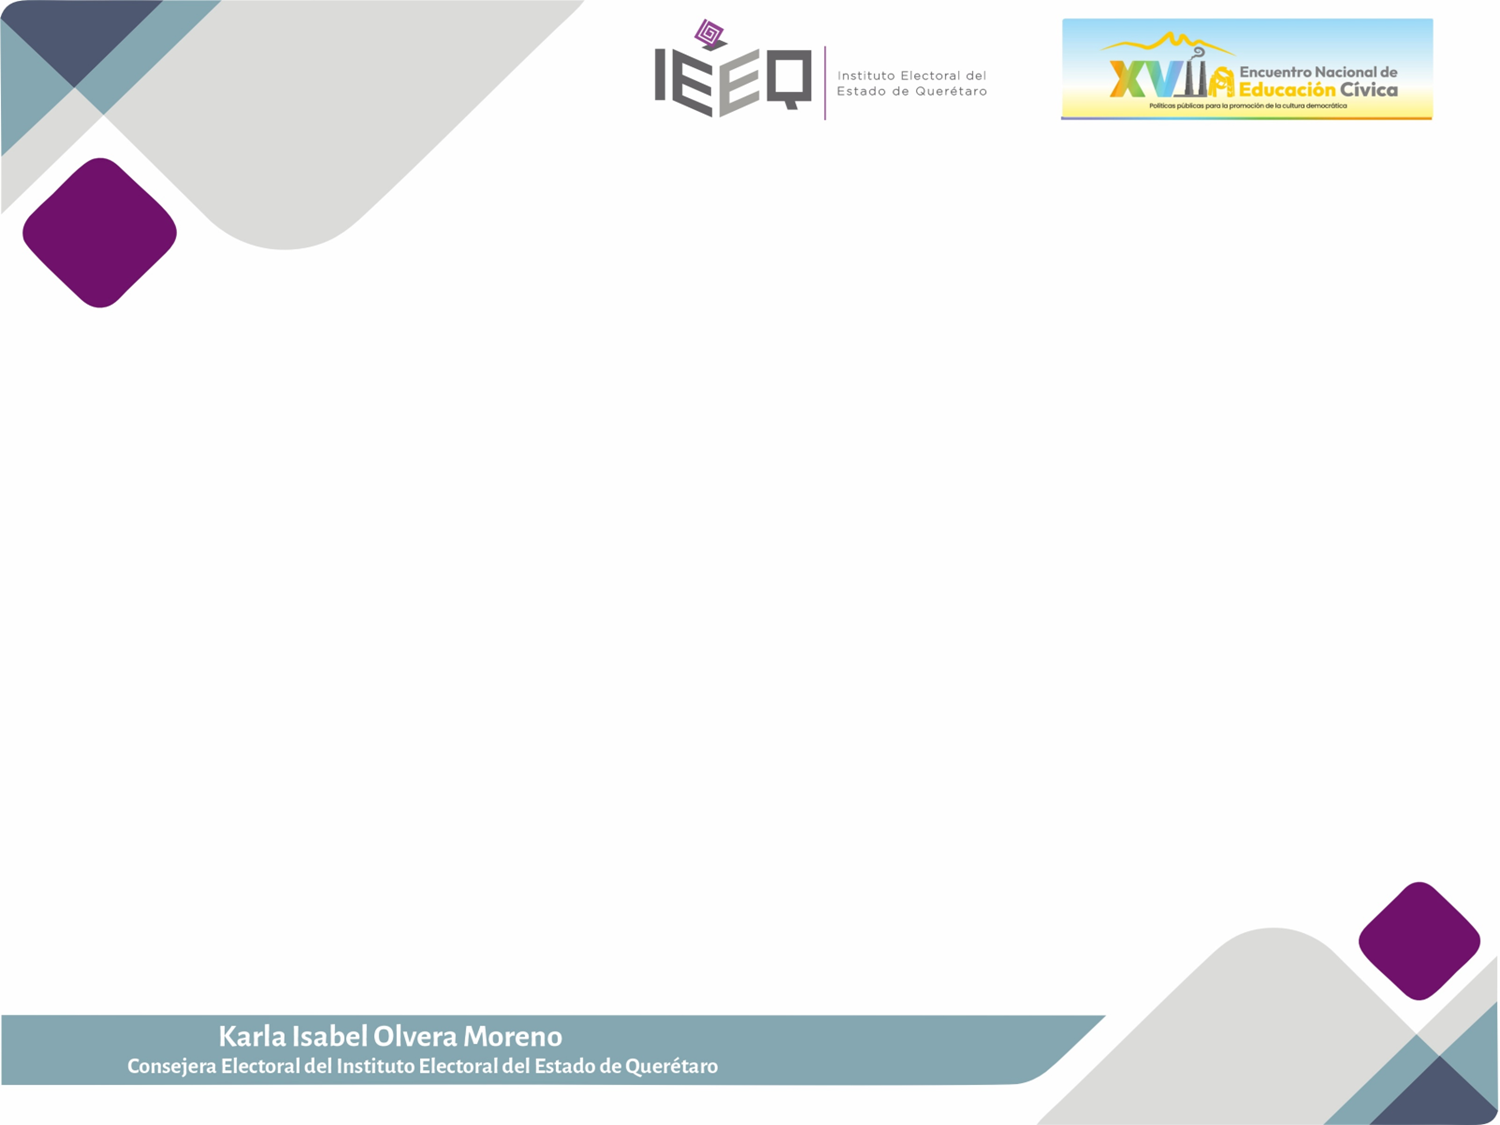 IEEQ
Instituto Electoral del
Estado de Querétaro
XVII
Encuentro Nacional de
Educación Cívica
Políticas públicas para la promoción de la cultura democrática
Karla Isabel Olvera Moreno
Consejera Electoral del Instituto Electoral del Estado de Querétaro